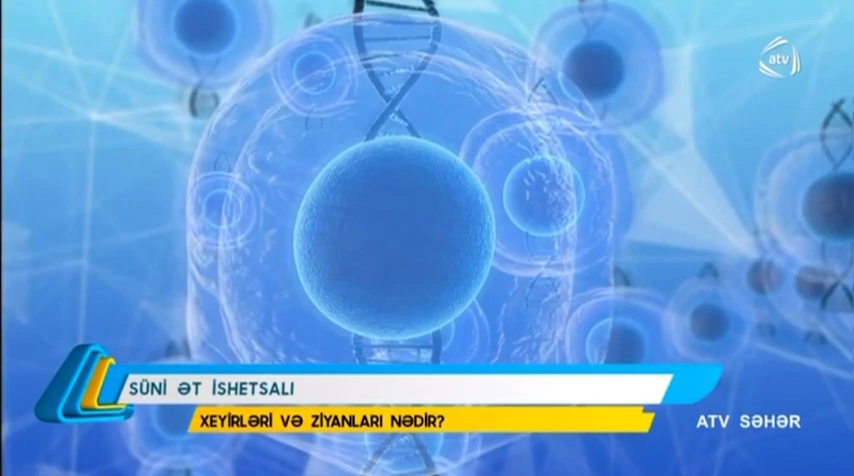 atv
SÜNİ ƏT İSHETSALI
XEYİRLƏRİ VƏ ZİYANLARI NƏDİR?
ATV SƏHƏR